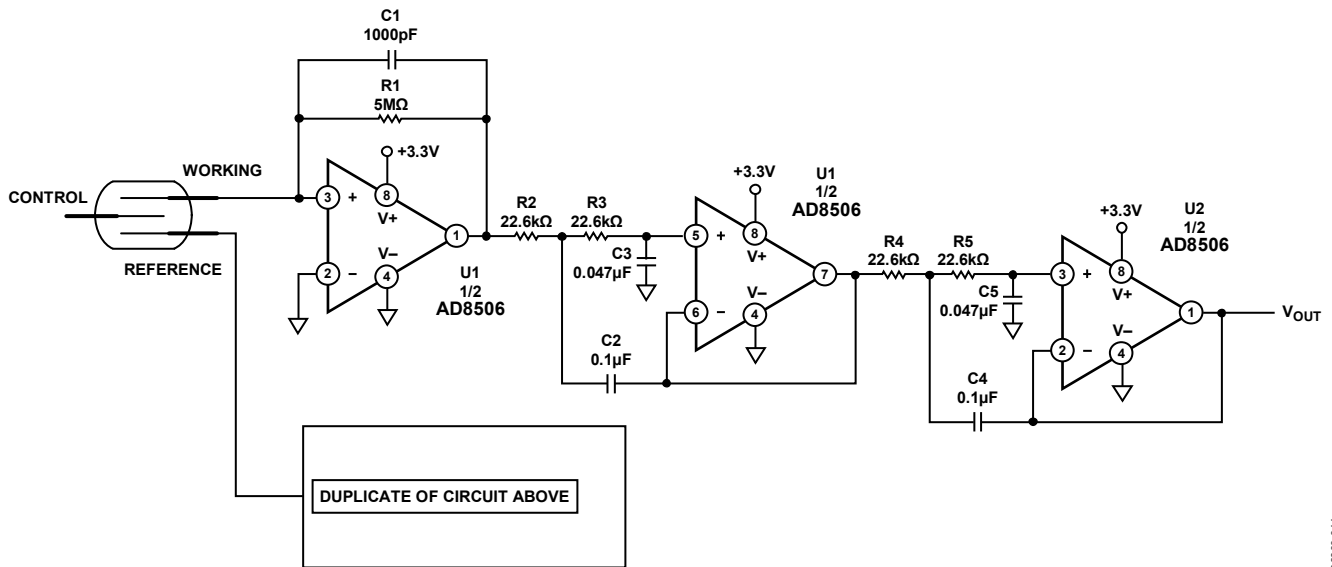 C1
1000pF
R1
5MΩ
+3.3V
WORKING
CONTROL
REFERENCE
3
+
8
V+
1
2
–
V–
4
U1
1/2
AD8506
R2
22.6kΩ
R3
22.6kΩ
C3
0.047µF
C2
0.1µF
+3.3V
U1
1/2
AD8506
5
+
8
V+
7
6
–
V–
4
R4
22.6kΩ
R5
22.6kΩ
C5
0.047µF
C4
0.1µF
+3.3V
U2
1/2
AD8506
3
+
8
V+
1
2
–
V–
4
VOUT
DUPLICATE OF CIRCUIT ABOVE